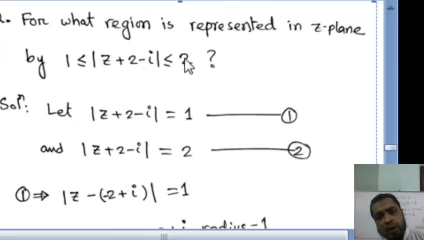 . For what region is represented in z-plane
by 1 ≤ |z + 2 - i| ≤ 2 ?
Solⁿ: Let |z + 2 - i| = 1 ——— ①
and |z + 2 - i| = 2 ——— ②
① ⇒ |z - (-2 + i)| = 1
+ i, radius - 1